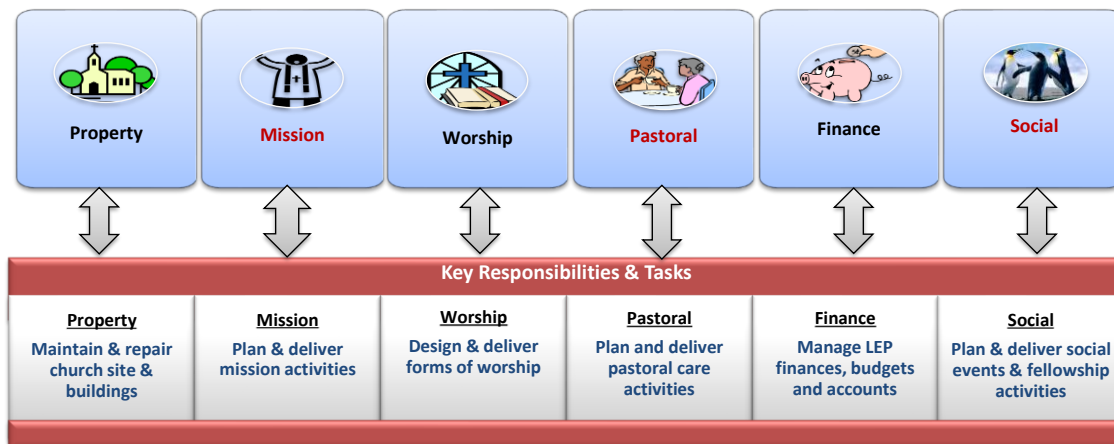 Property
Mission
Worship
Pastoral
Finance
Social
Key Responsibilities & Tasks
Property
Maintain & repair
church site &
buildings
Mission
Plan & deliver
mission activities
Worship
Design & deliver
forms of worship
Pastoral
Plan and deliver
pastoral care
activities
Finance
Manage LEP
finances, budgets
and accounts
Social
Plan & deliver social
events & fellowship
activities